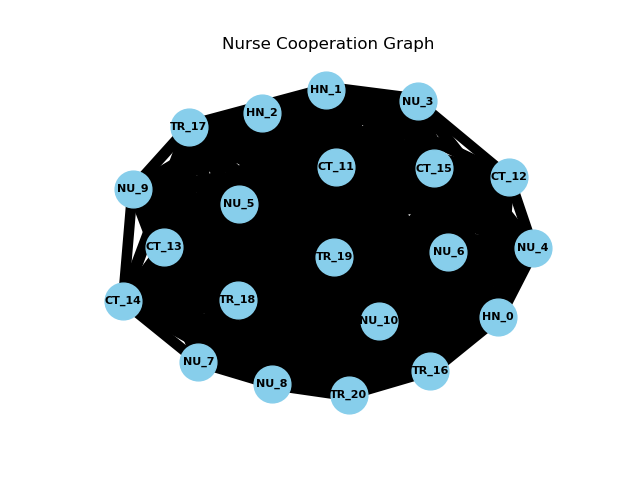 Nurse Cooperation Graph
HN_1
NU_3
HN_2
TR_17
CT_11
CT_15
CT_12
NU_9
NU_5
CT_13
NU_4
NU_6
TR_19
CT_14
TR_18
HN_0
NU_10
NU_7
TR_16
NU_8
TR_20